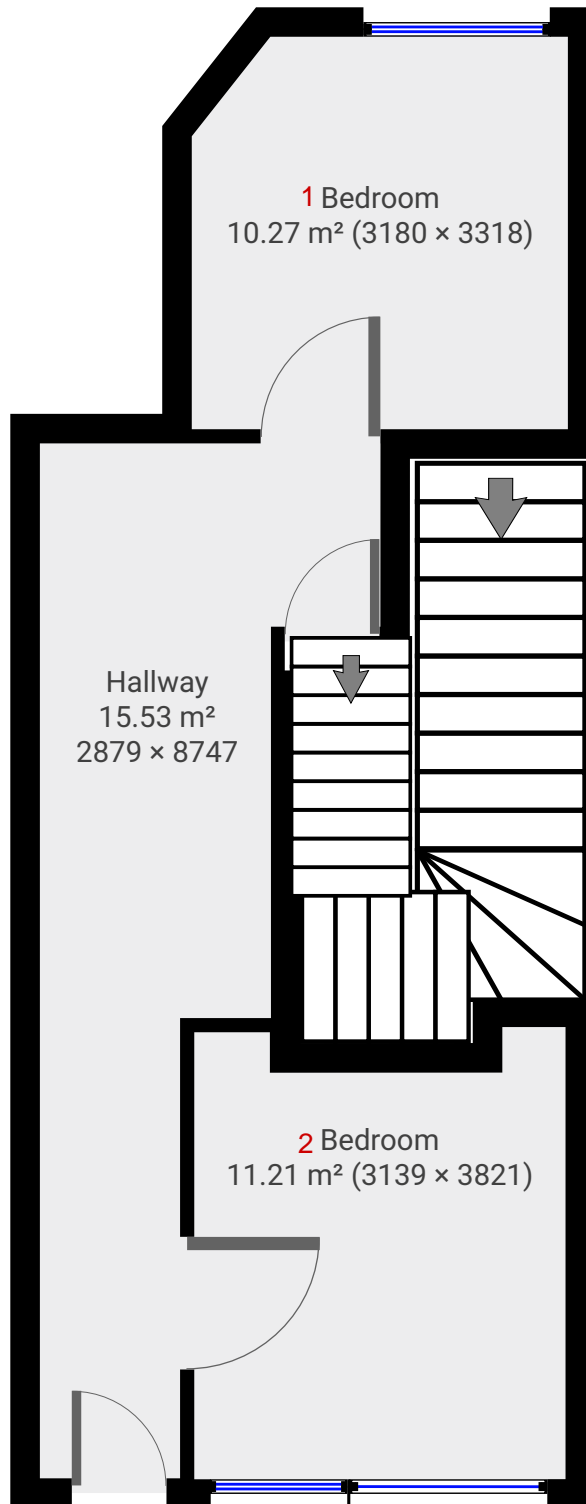 1 Bedroom
10.27 m² (3180 × 3318)
Hallway
15.53 m²
2879 × 8747
2 Bedroom
11.21 m² (3139 × 3821)